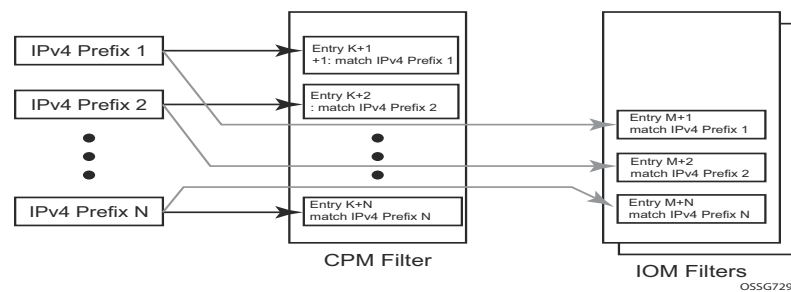 IPv4 Prefix 1
IPv4 Prefix 2
IPv4 Prefix N
Entry K+1
+1: match IPv4 Prefix 1
Entry K+2
: match IPv4 Prefix 2
Entry K+N
match IPv4 Prefix N
CPM Filter
Entry M+1
match IPv4 Prefix 1
Entry M+2
match IPv4 Prefix 2
Entry M+N
match IPv4 Prefix N
IOM Filters
OSSG729